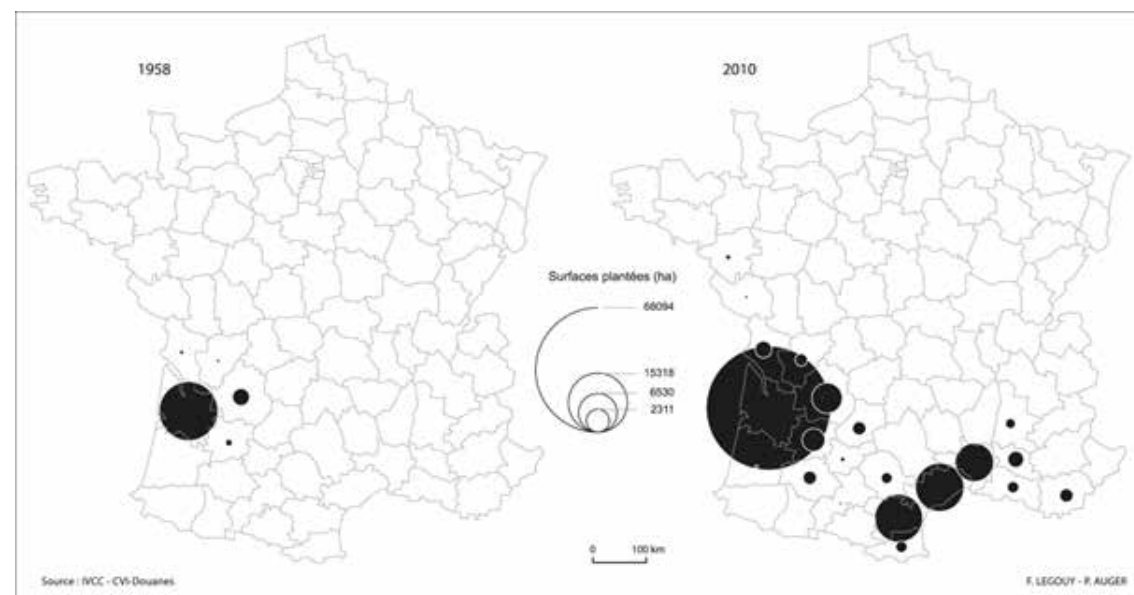 1958
2010
Surfaces plantées (ha)
68094
15318
6530
2311
0 100 km
Source : IVCC - CVI-Douanes
F. LEGOUY - P. AUGER